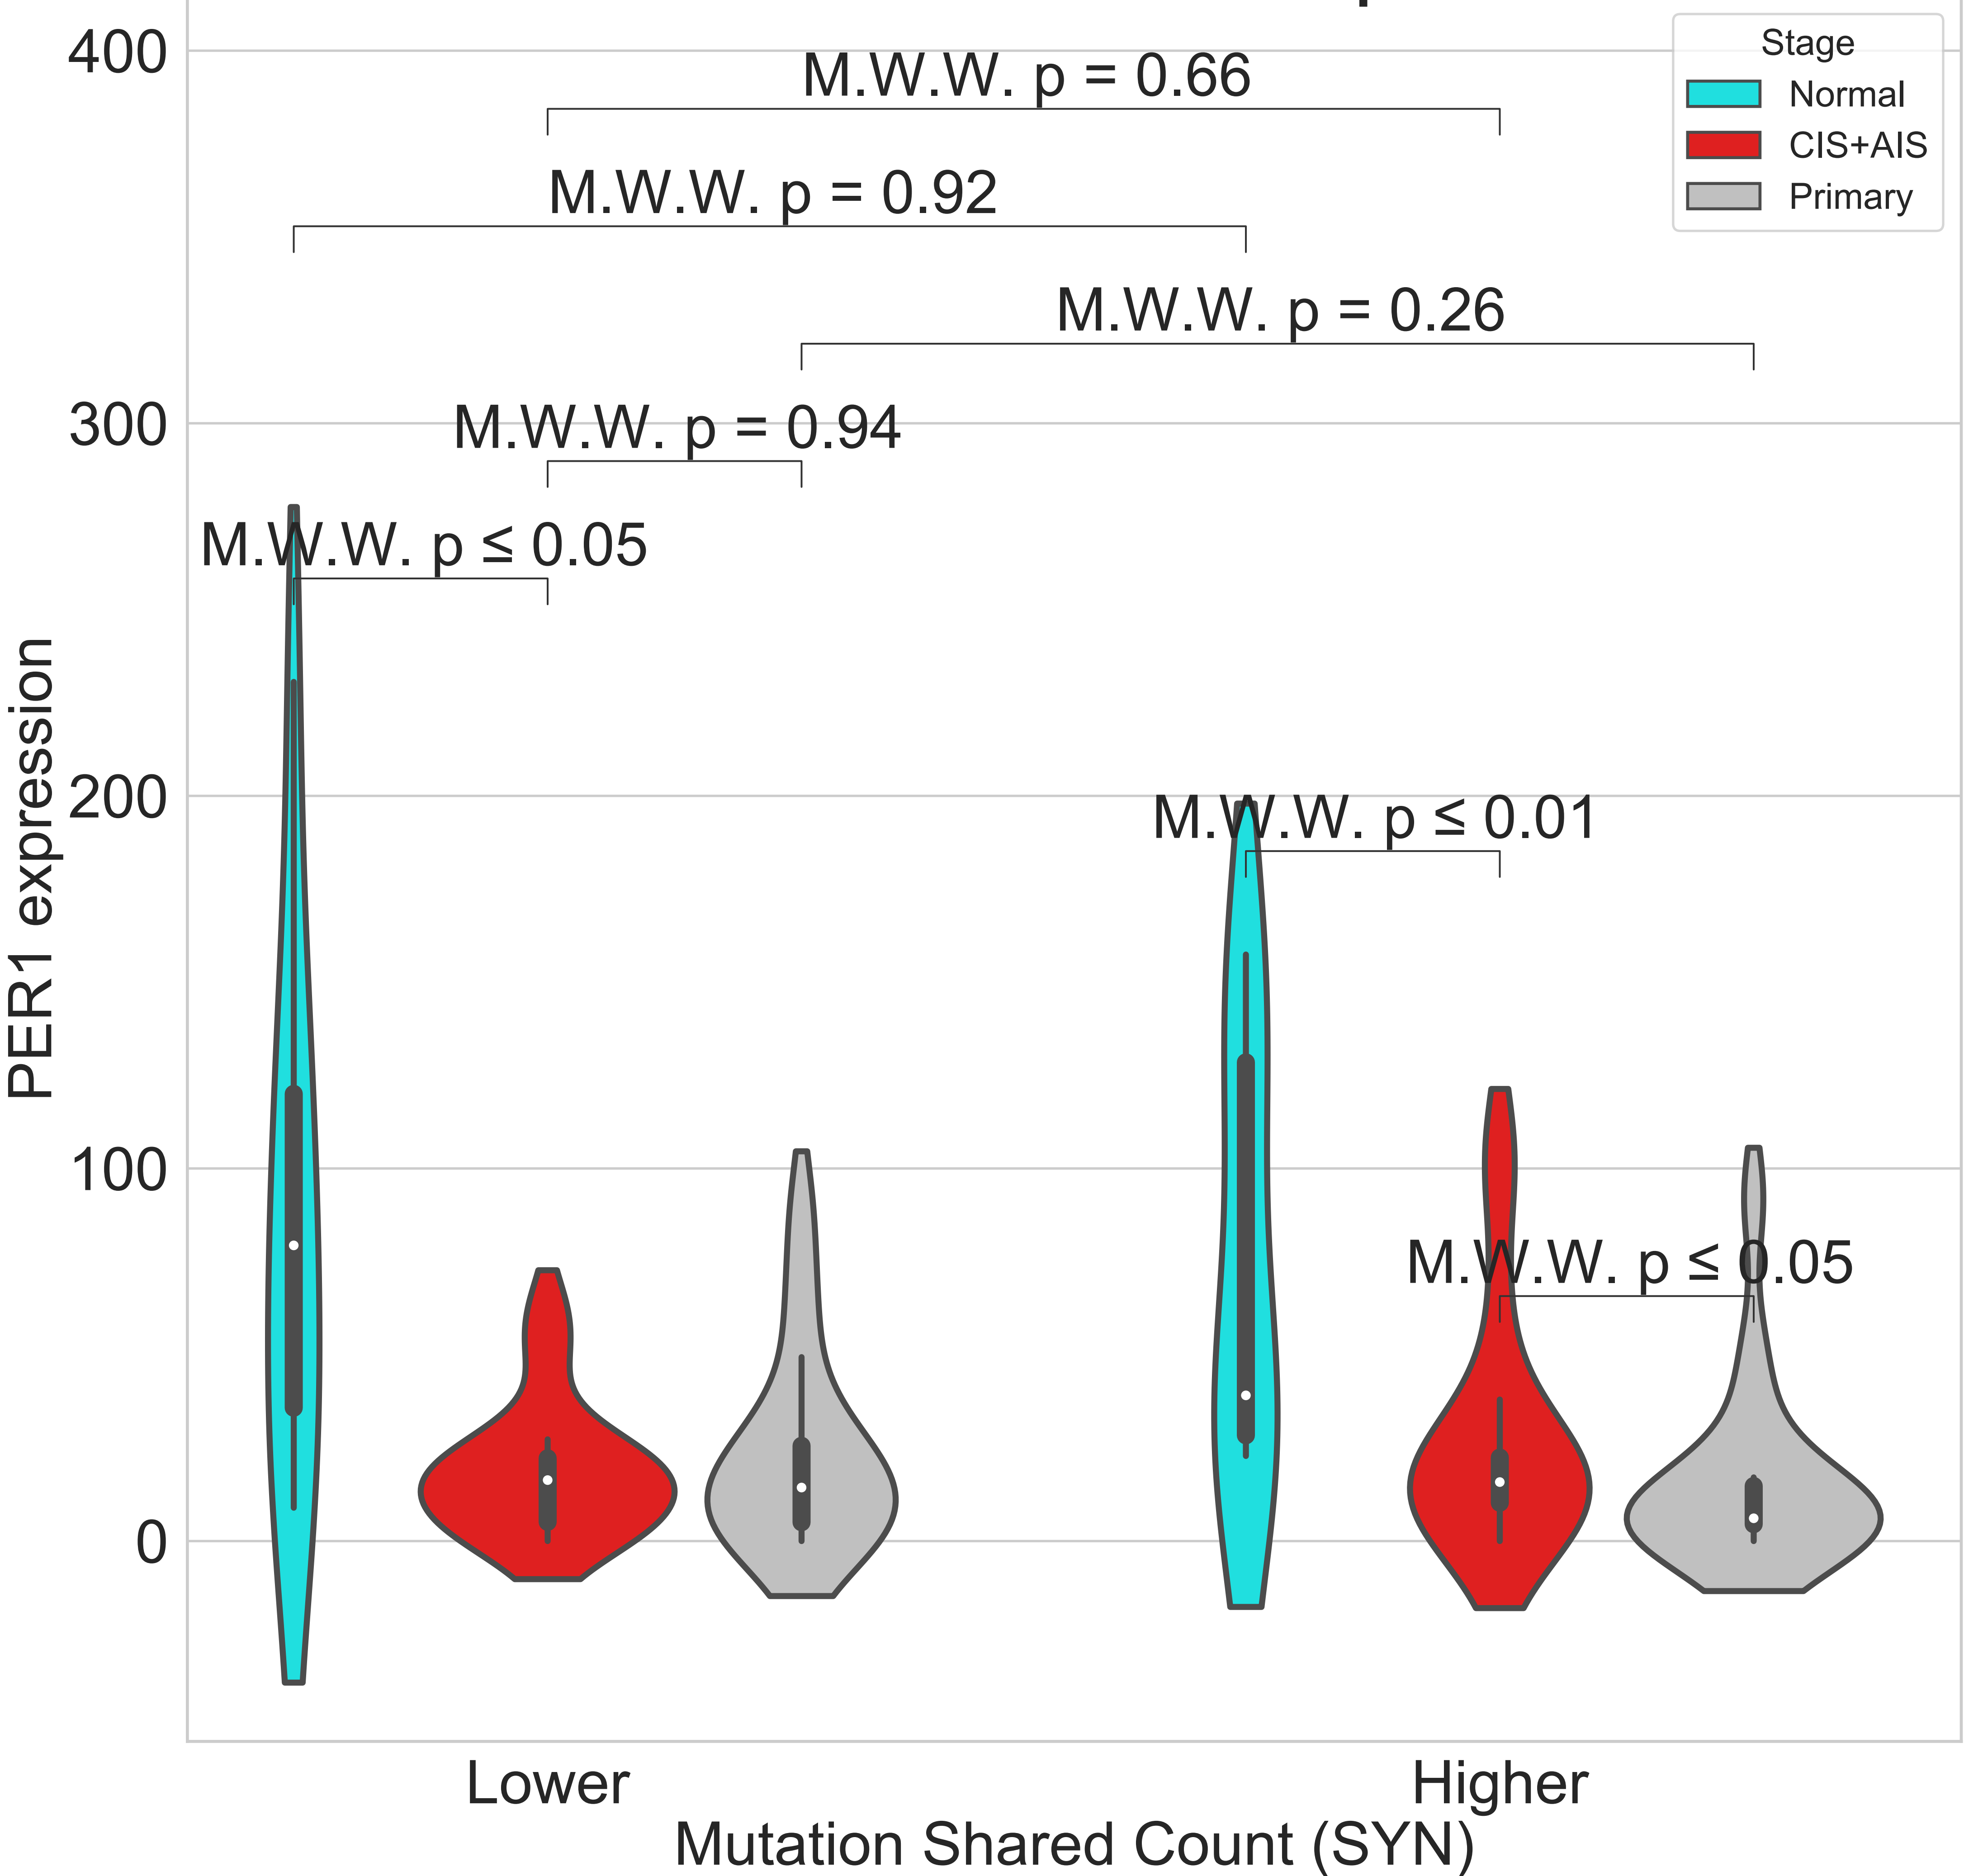 400
Stage
Normal
CIS+AIS
Primary
M.W.W. p = 0.66
M.W.W. p = 0.92
M.W.W. p = 0.26
300
M.W.W. p = 0.94
M.W.W. p ≤ 0.05
200
M.W.W. p ≤ 0.01
PER1 expression
100
M.W.W. p ≤ 0.05
0
Lower
Higher
Mutation Shared Count (SYN)